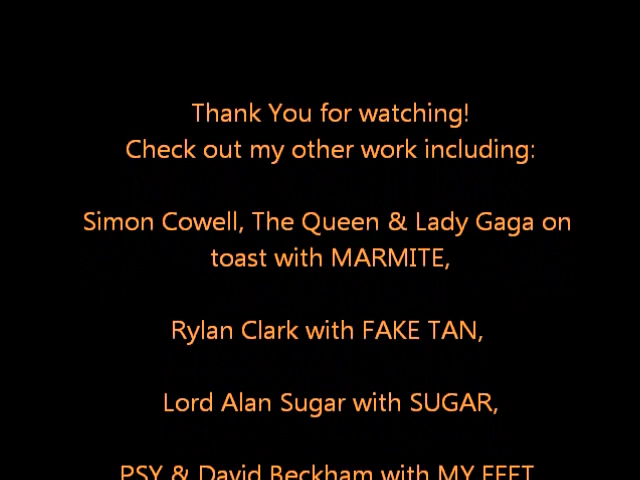 Thank You for watching!
Check out my other work including:
Simon Cowell, The Queen & Lady Gaga on
toast with MARMITE,
Rylan Clark with FAKE TAN,
Lord Alan Sugar with SUGAR,
PSY & David Beckham with MY FEET